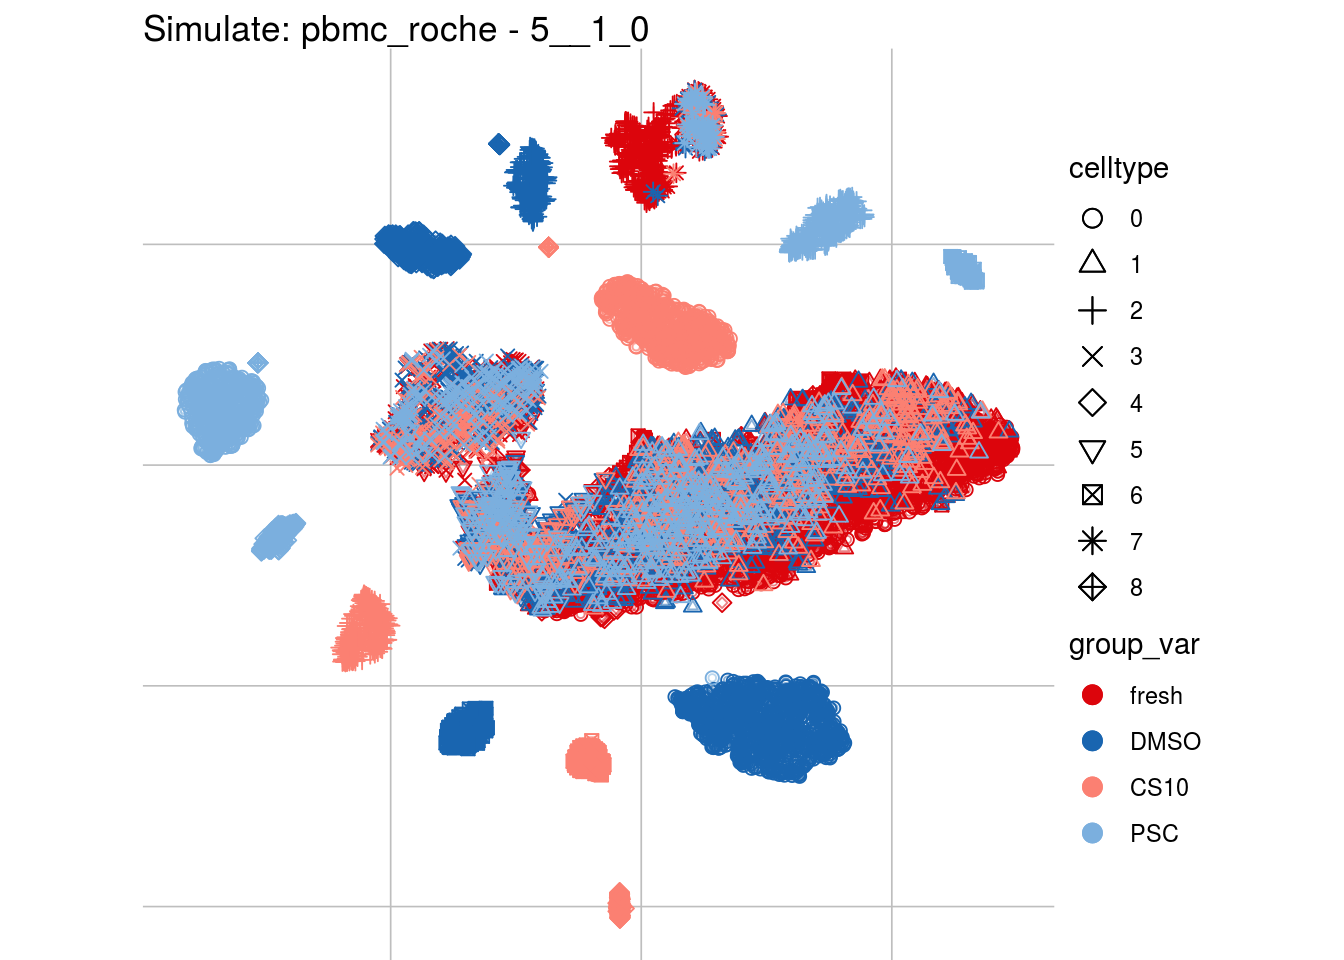 Simulate: pbmc_roche - 5__1_0
celltype
0
1
2
3
4
5
6
7
8
group_var
fresh
DMSO
CS10
PSC